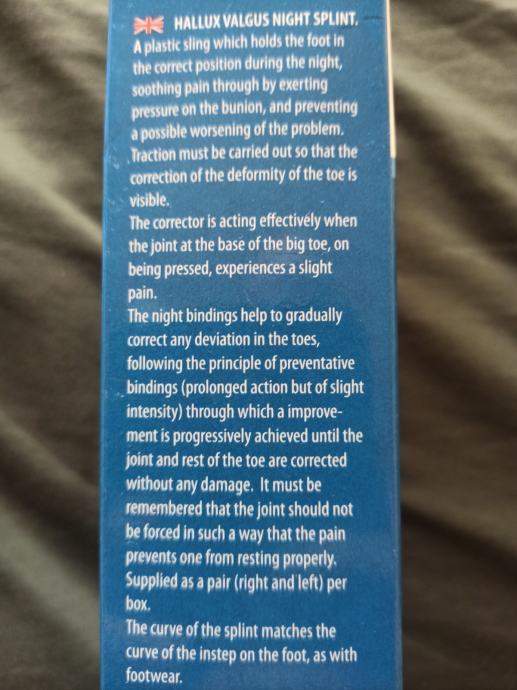 HALLUX VALGUS NIGHT SPLINT.
A plastic sling which holds the foot in
the correct position during the night,
soothing pain through by exerting
pressure on the bunion, and preventing
a possible worsening of the problem.
Traction must be carried out so that the
correction of the deformity of the toe is
visible.
The corrector is acting effectively when
the joint at the base of the big toe, on
being pressed, experiences a slight
pain.
The night bindings help to gradually
correct any deviation in the toes,
following the principle of preventative
bindings (prolonged action but of slight
intensity) through which a improve-
ment is progressively achieved until the
joint and rest of the toe are corrected
without any damage. It must be
remembered that the joint should not
be forced in such a way that the pain
prevents one from resting properly.
Supplied as a pair (right and left) per
box.
The curve of the splint matches the
curve of the instep on the foot, as with
footwear.